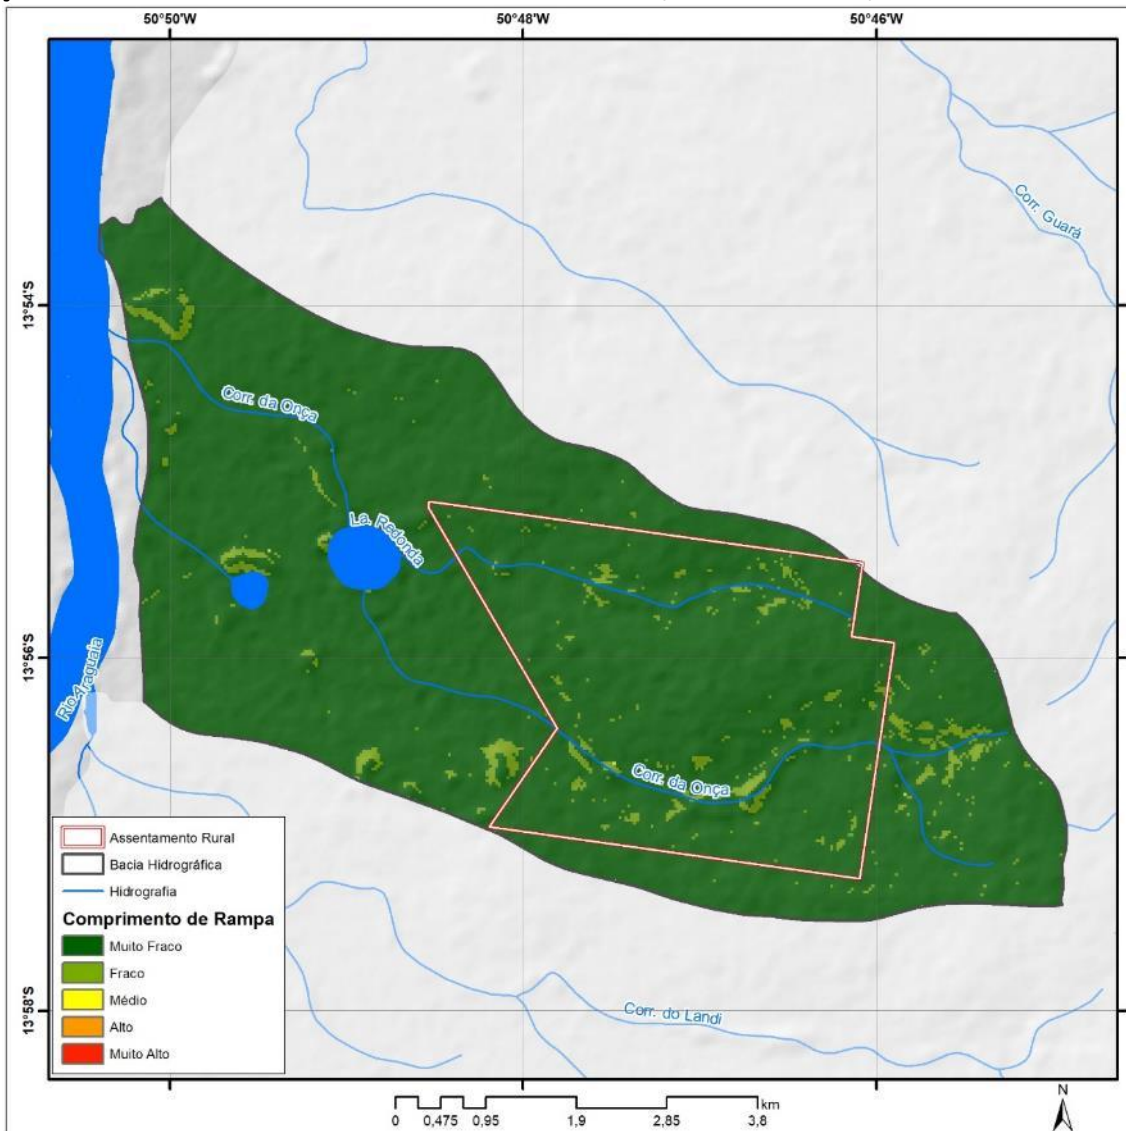 50°50'W
50°48'W
50°46'W
Corr. Guará
13°54'S
Corr. da Onça
La. Redonda
13°56'S
Rio Araguaia
Corr. da Onça
Assentamento Rural
Bacia Hidrográfica
Hidrografia
Comprimento de Rampa
Muito Fraco
Fraco
Médio
Alto
Muito Alto
13°58'S
Corr. do Landi
N
km
0 0,475 0,95 1,9 2,85 3,8